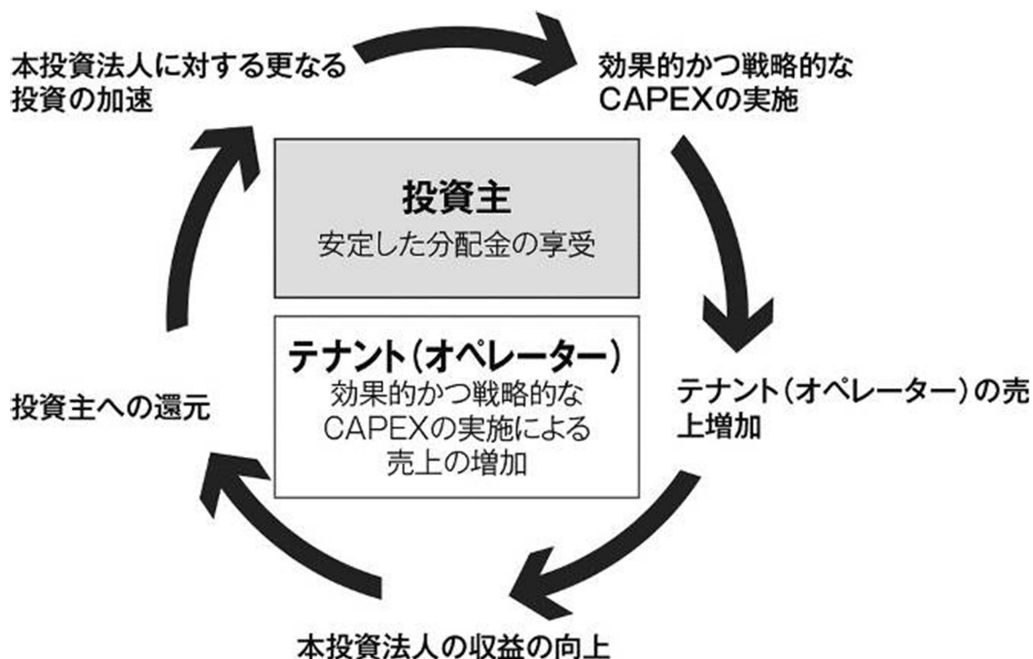 本投資法人に対する更なる
投資の加速
効果的かつ戦略的な
CAPEXの実施
投資主
安定した分配金の享受
テナント(オペレーター)
効果的かつ戦略的な
CAPEXの実施による
売上の増加
投資主への還元
テナント(オペレーター)の売
上増加
本投資法人の収益の向上